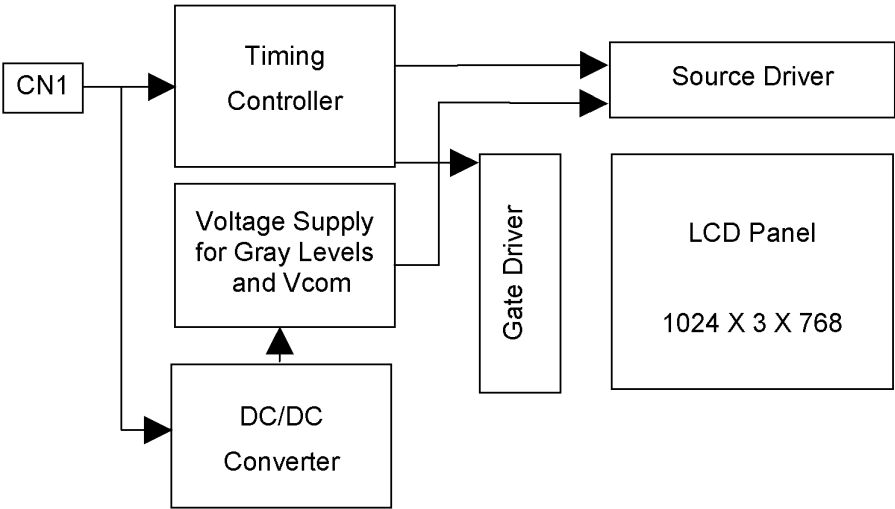 CN1
Timing
Controller
Source Driver
Voltage Supply
for Gray Levels
and Vcom
Gate Driver
LCD Panel
1024 X 3 X 768
DC/DC
Converter